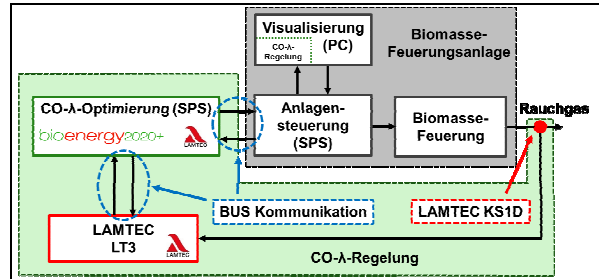 Visualisierung
(PC)
CO-λ-
Regelung
Biomasse-
Feuerungsanlage
CO-λ-Optimierung (SPS)
bioenergy2020+
LAMTEC
Anlagen-
steuerung
(SPS)
Biomasse-
Feuerung
Rauchgas
BUS Kommunikation
LAMTEC KS1D
LAMTEC
LT3
LAMTEC
CO-λ-Regelung